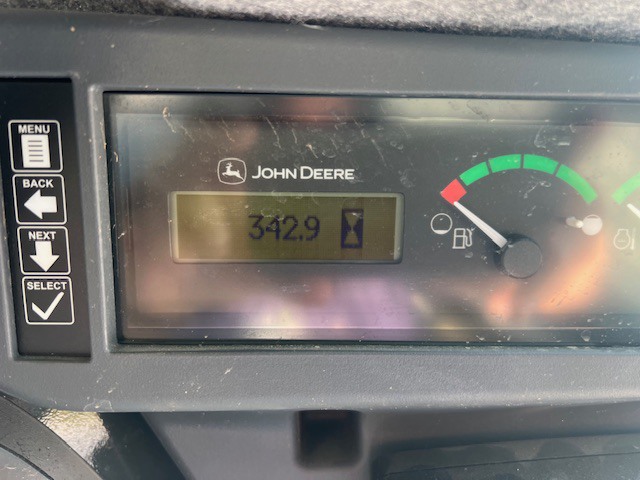 MENU
BACK
NEXT
SELECT
JOHN DEERE
342.9